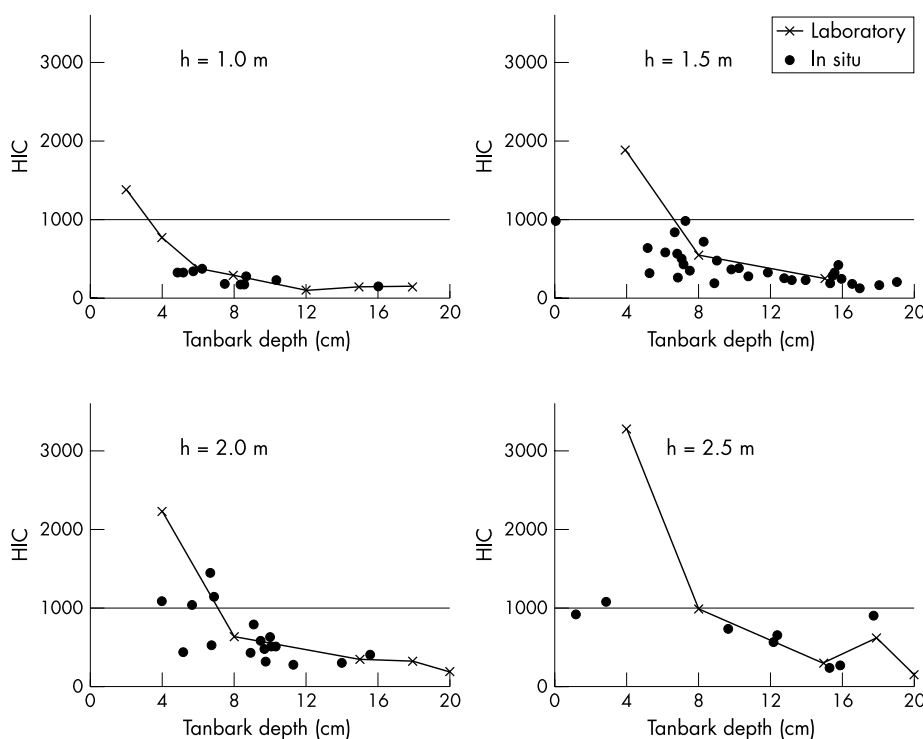 h = 1.0 m
HIC
3000
2000
1000
0
0 4 8 12 16 20
Tanbark depth (cm)
h = 1.5 m
Laboratory
In situ
HIC
3000
2000
1000
0
0 4 8 12 16 20
Tanbark depth (cm)
h = 2.0 m
HIC
3000
2000
1000
0
0 4 8 12 16 20
Tanbark depth (cm)
h = 2.5 m
HIC
3000
2000
1000
0
0 4 8 12 16 20
Tanbark depth (cm)